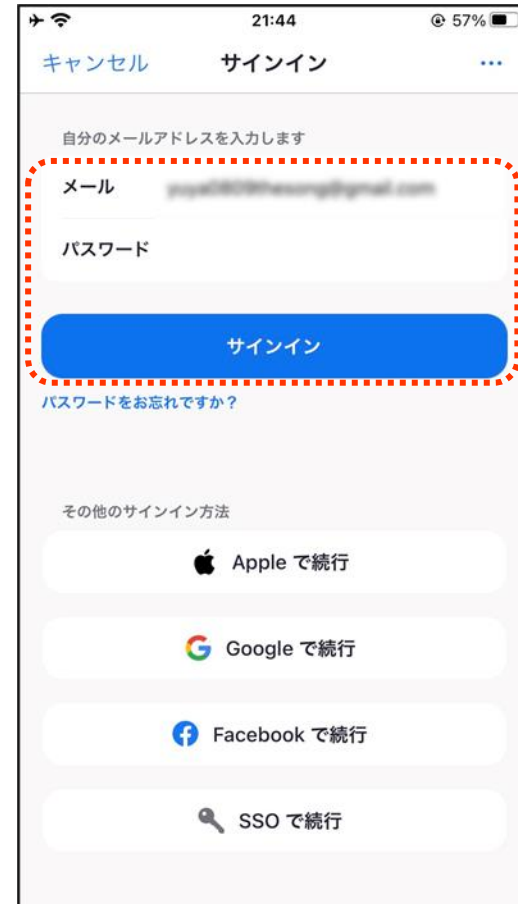 21:44 57%
キャンセル サインイン ...
自分のメールアドレスを入力します
メール
パスワード
サインイン
パスワードをお忘れですか？
その他のサインイン方法
Apple で続行
Google で続行
Facebook で続行
SSO で続行